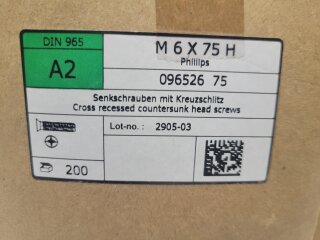 DIN 965
A2
M 6 X 75 H
Phillips
096526 75
Senkschrauben mit Kreuzschlitz
Cross recessed countersunk head screws
Lot-no.: 2905-03
200